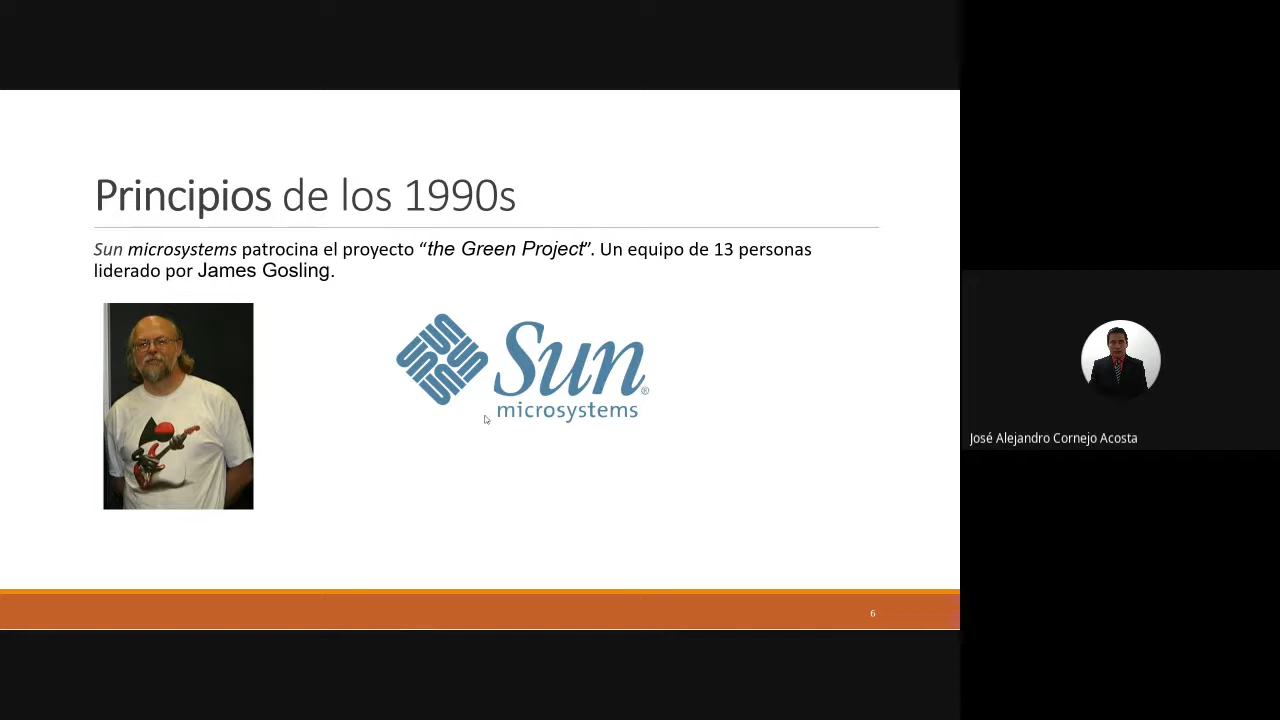 Principios de los 1990s
Sun microsystems patrocina el proyecto “the Green Project”. Un equipo de 13 personas
liderado por James Gosling.
Sun®
microsystems
6
José Alejandro Cornejo Acosta